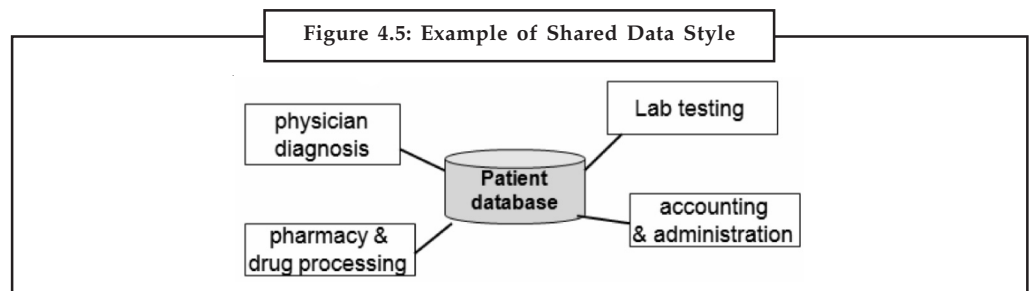 Figure 4.5: Example of Shared Data Style
physician
diagnosis
Lab testing
Patient
database
pharmacy &
drug processing
accounting
& administration